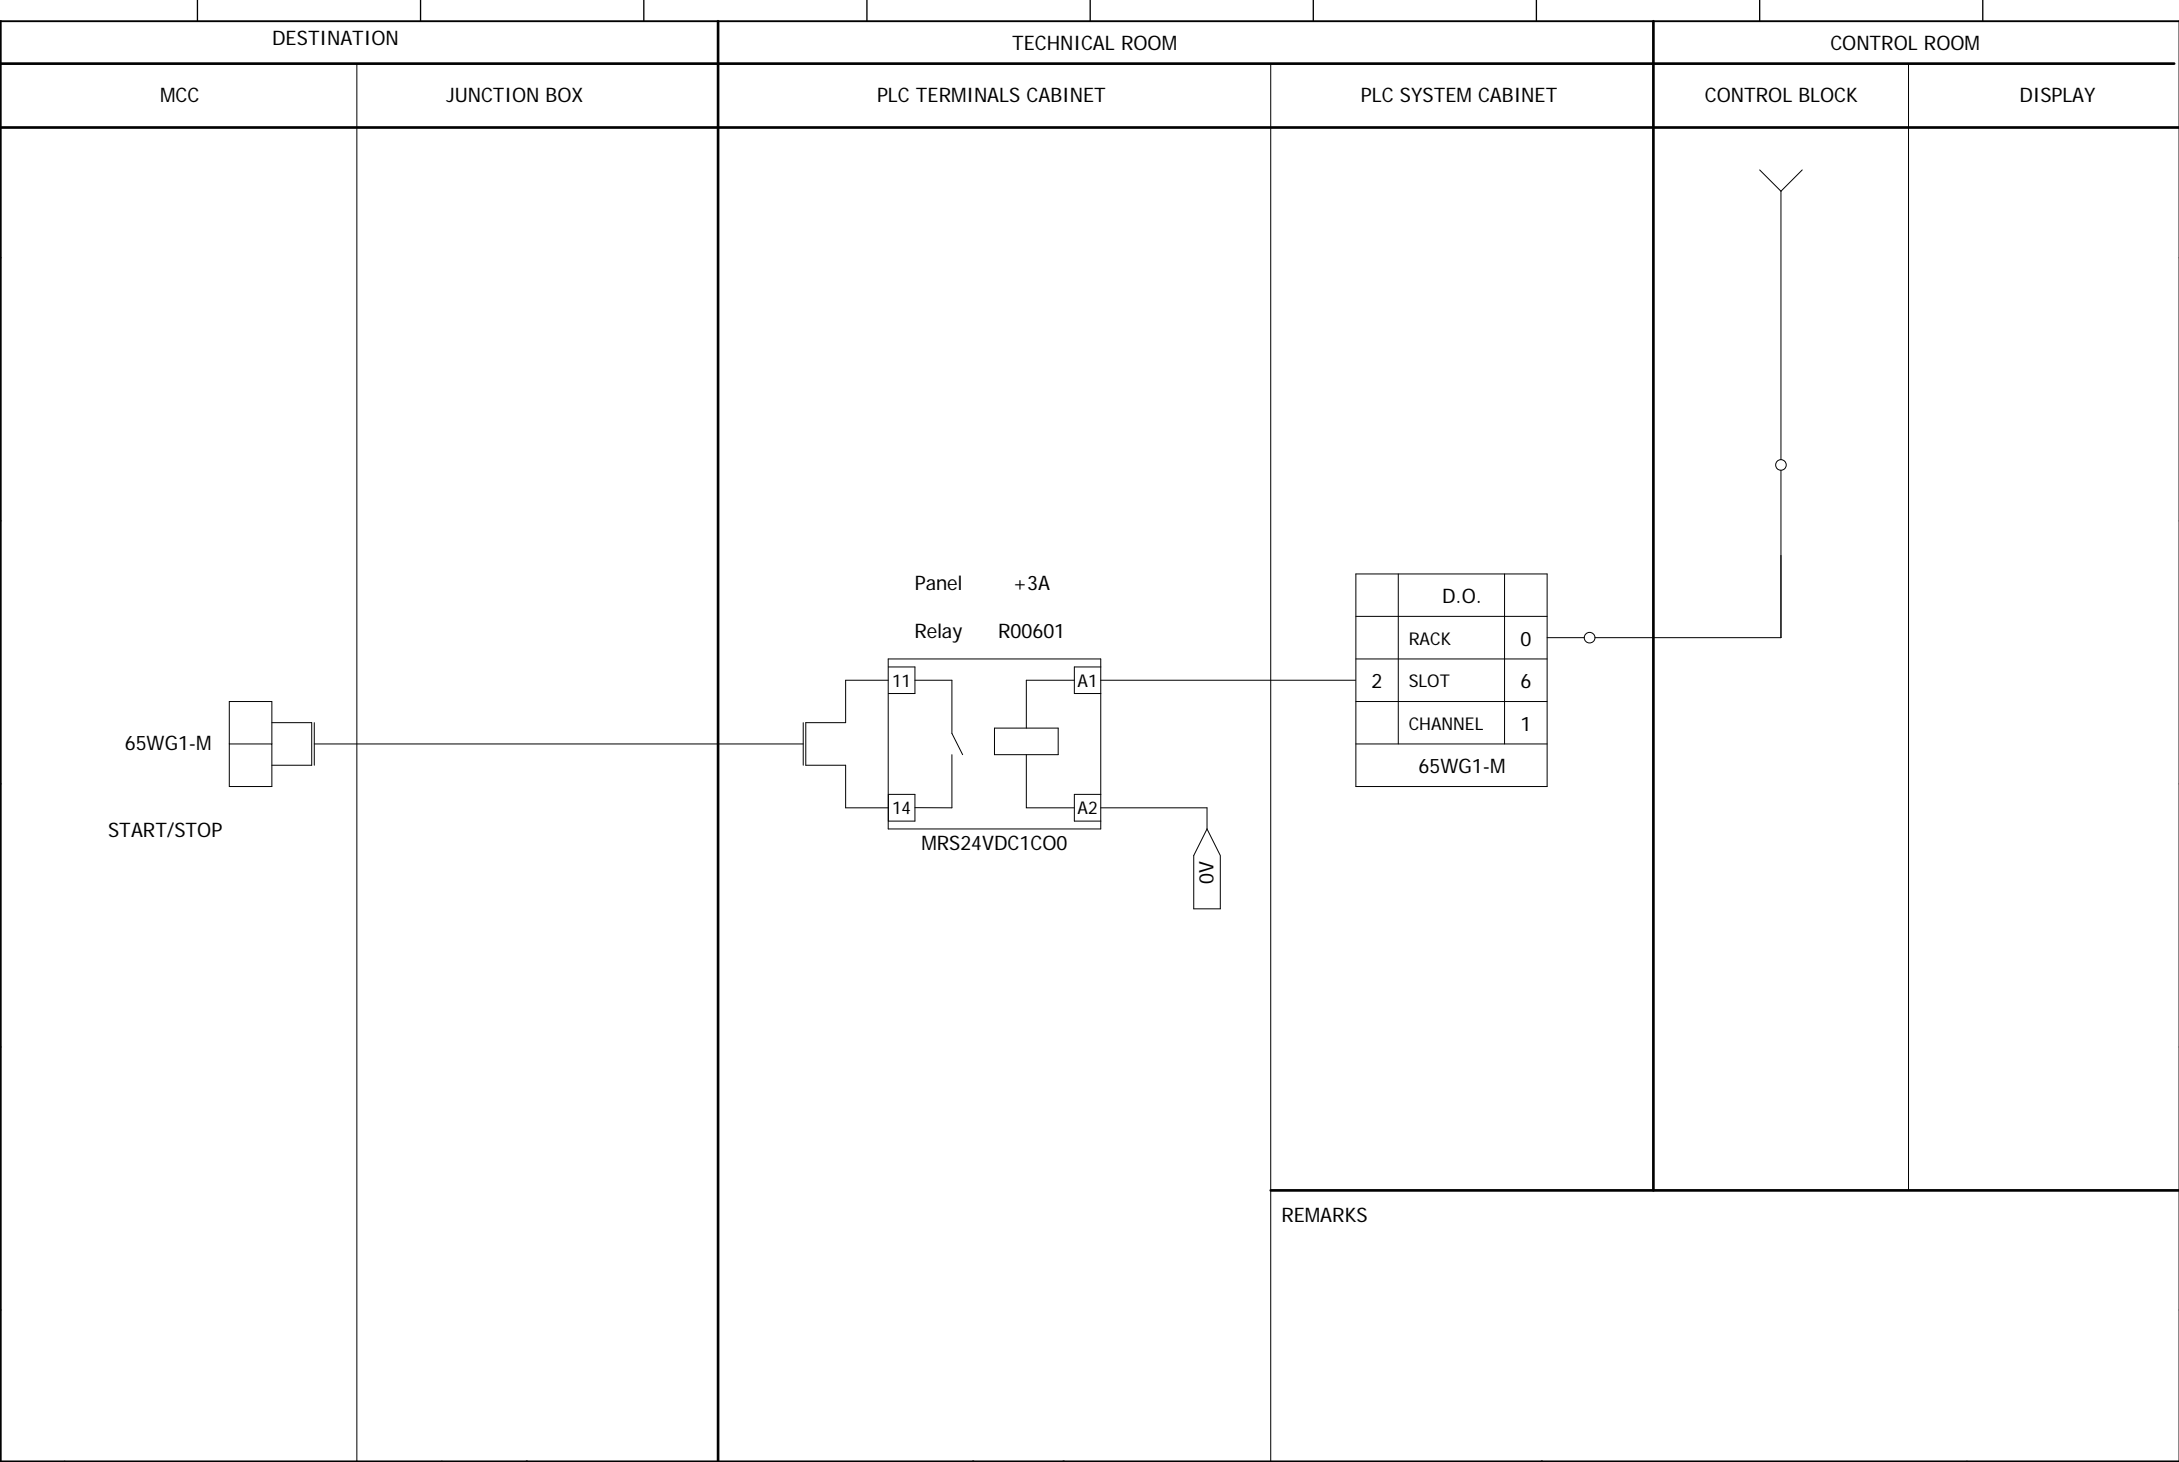 DESTINATION
TECHNICAL ROOM
CONTROL ROOM
MCC
JUNCTION BOX
PLC TERMINALS CABINET
PLC SYSTEM CABINET
CONTROL BLOCK
DISPLAY
Panel +3A
Relay R00601
11
A1
14
A2
MRS24VDC1CO0
0V
65WG1-M
START/STOP
D.O.
RACK 0
2 SLOT 6
CHANNEL 1
65WG1-M
REMARKS